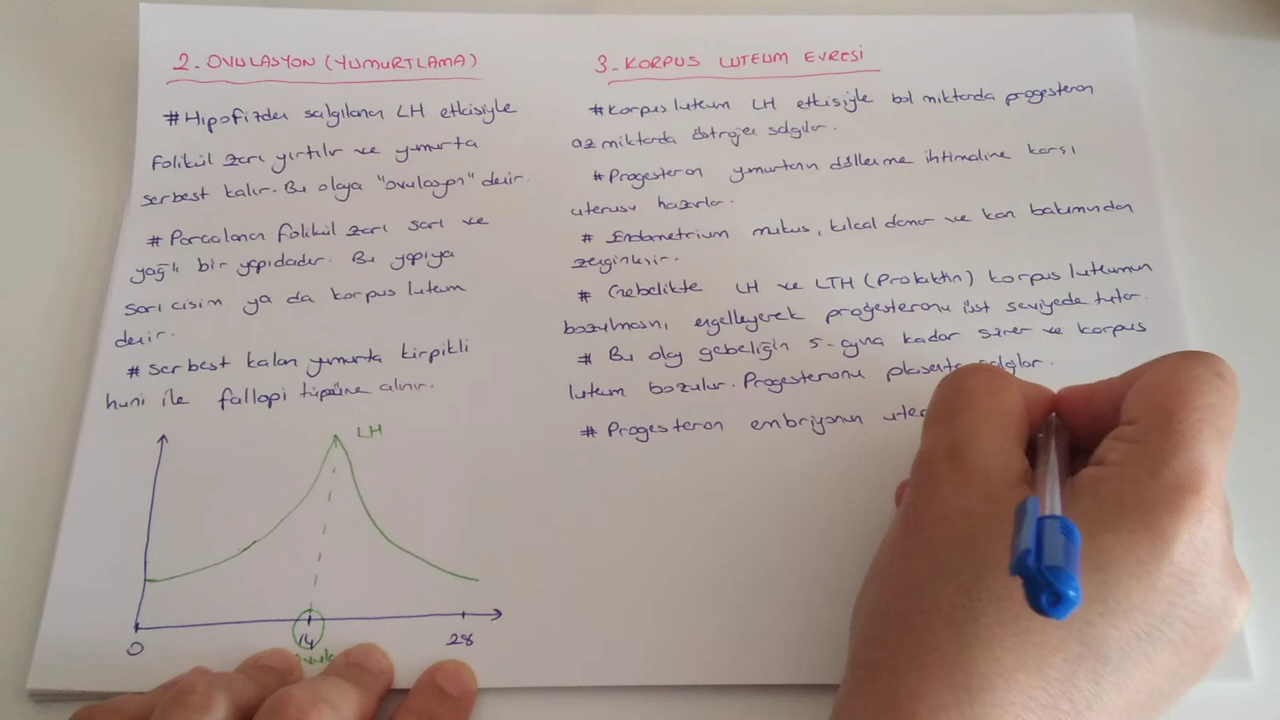 2-OVULASYON (YUMURTLAMA)
# Hipofizden salgılanan LH etkisiyle
Folikül zarı yırtılır ve yumurta
serbest kalır. Bu olaya "ovulasyon" denir.
# Parçalanan folikül zarı sarı ve
yağlı bir yapıdadır. Bu yapıya
sarı cisim ya da korpus luteum
denir.
# Serbest kalan yumurta kirpikli
huni ile fallopi tüpüne alınır.
LH
0
14
28
3-KORPUS LUTEUM EVRESİ
# Korpus luteum LH etkisiyle bol miktarda progesteron
az miktarda östrojen salgılar.
# Progesteron yumurtanın döllenme ihtimaline karşı
uterusu hazırlar.
# Endometrium mukus, kılcal damar ve kan bakımından
zenginleşir.
# Gebelikte LH ve LTH (Prolaktin) korpus luteumun
bozulmasını engelleyerek progesteronu üst seviyede tutar.
# Bu olay gebeliğin 5. ayına kadar sürer ve korpus
luteum bozulur. Progesteronu plasenta salgılar.
# Progesteron embriyonun